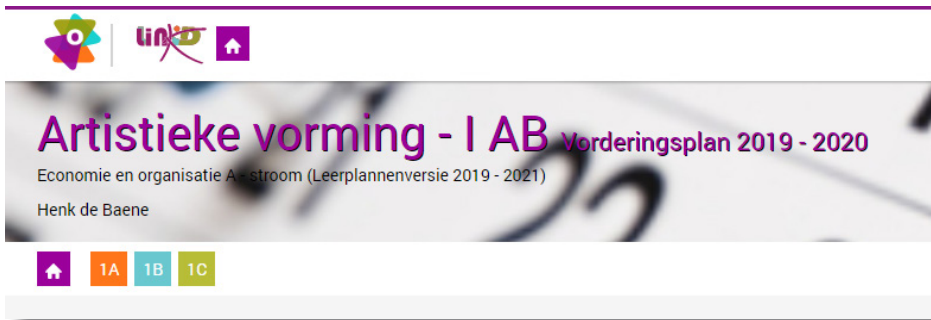 linkiD
Artistieke vorming - I AB Vorderingsplan 2019 - 2020
Economie en organisatie A - stroom (Leerplannenversie 2019 - 2021)
Henk de Baene
1A 1B 1C